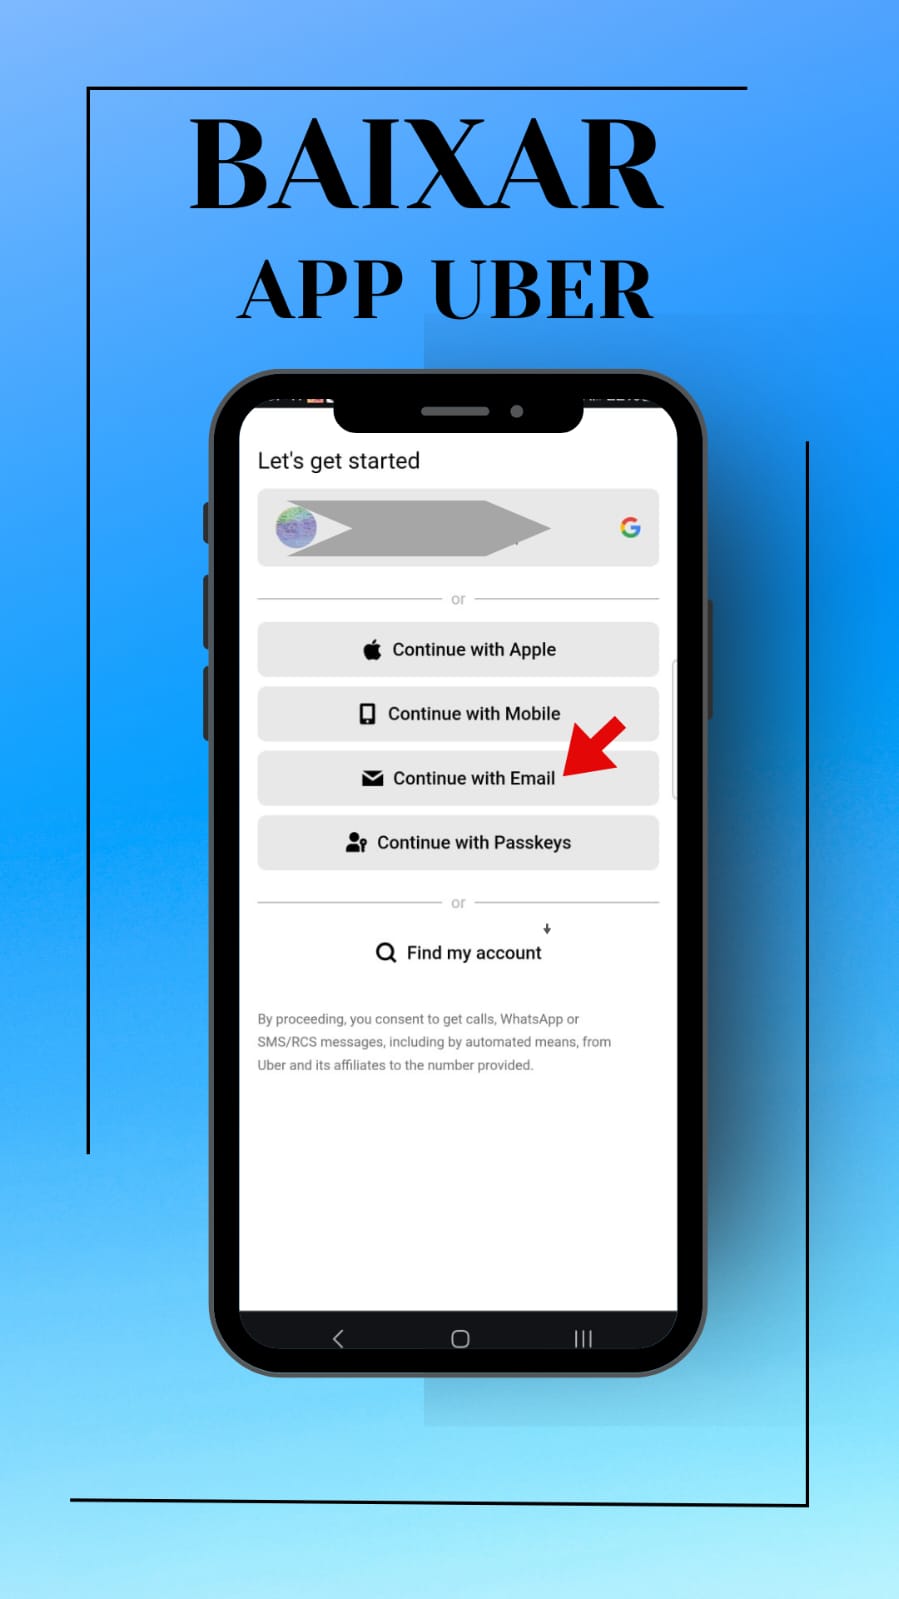 BAIXAR
APP UBER
Let's get started
or
Continue with Apple
Continue with Mobile
Continue with Email
Continue with Passkeys
or
Find my account
By proceeding, you consent to get calls, WhatsApp or
SMS/RCS messages, including by automated means, from
Uber and its affiliates to the number provided.